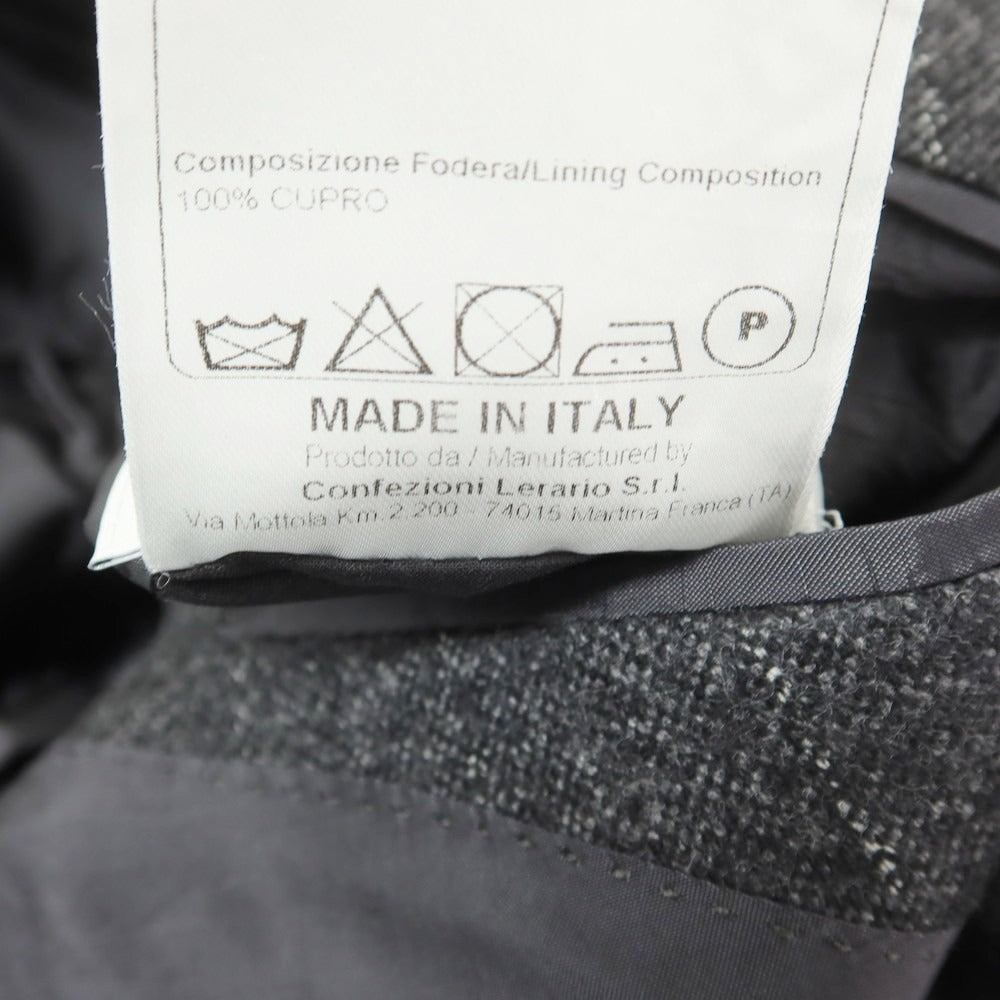 Composizione Fodera/Lining Composition
100% CUPRO
P
MADE IN ITALY
Prodotto da / Manufactured by
Confezioni Lerario S.r.l.
Via Mottola Km. 2.200 - 74015 Martina Franca (TA)